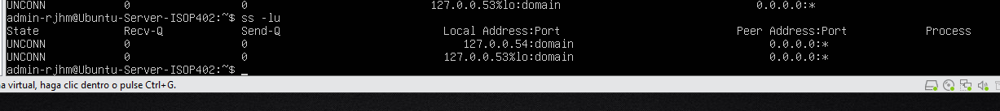 UNCONN 0 0 127.0.0.53%lo:domain 0.0.0.0:*
admin-rjhm@Ubuntu-Server-ISOP402:~$ ss -lu
State Recv-Q Send-Q Local Address:Port Peer Address:Port Process
UNCONN 0 0 127.0.0.54:domain 0.0.0.0:*
UNCONN 0 0 127.0.0.53%lo:domain 0.0.0.0:*
admin-rjhm@Ubuntu-Server-ISOP402:~$ _
a virtual, haga clic dentro o pulse Ctrl+G.